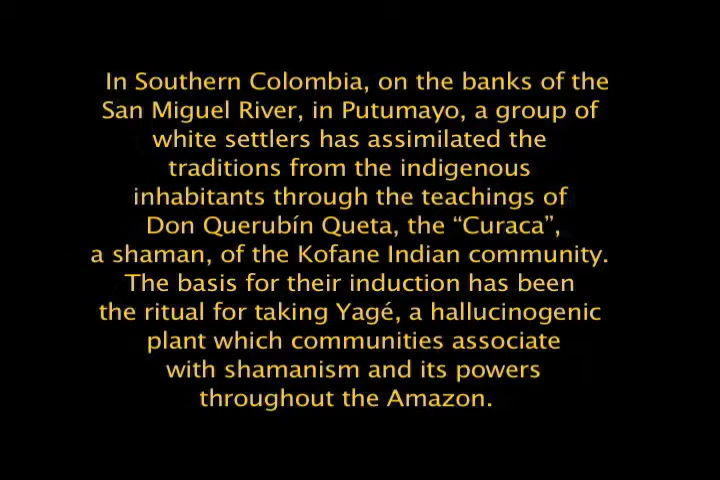 In Southern Colombia, on the banks of the
San Miguel River, in Putumayo, a group of
white settlers has assimilated the
traditions from the indigenous
inhabitants through the teachings of
Don Querubín Queta, the “Curaca”,
a shaman, of the Kofane Indian community.
The basis for their induction has been
the ritual for taking Yagé, a hallucinogenic
plant which communities associate
with shamanism and its powers
throughout the Amazon.